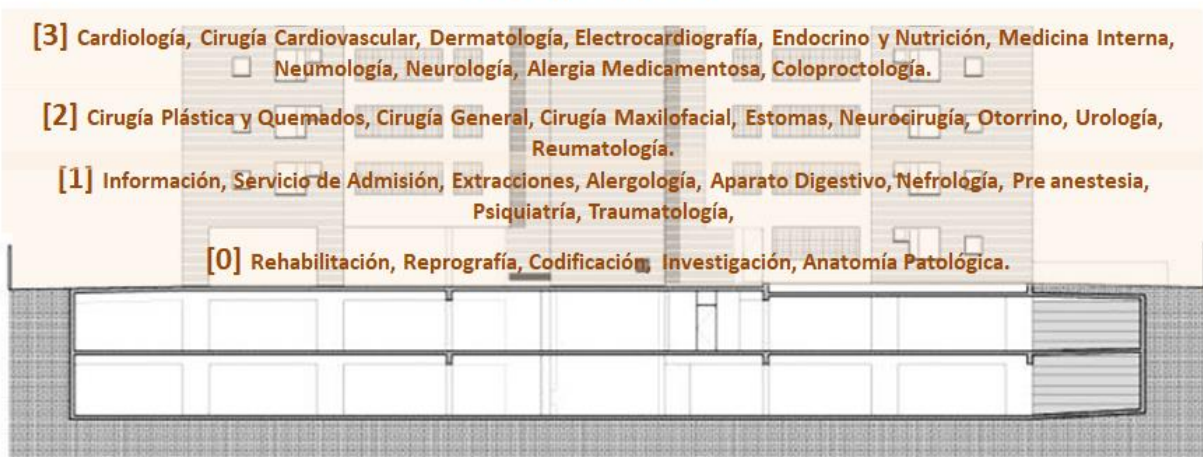 [3] Cardiología, Cirugía Cardiovascular, Dermatología, Electrocardiografía, Endocrino y Nutrición, Medicina Interna,
Neumología, Neurología, Alergia Medicamentosa, Coloproctología.
[2] Cirugía Plástica y Quemados, Cirugía General, Cirugía Maxilofacial, Estomas, Neurocirugía, Otorrino, Urología,
Reumatología.
[1] Información, Servicio de Admisión, Extracciones, Alergología, Aparato Digestivo, Nefrología, Pre anestesia,
Psiquiatría, Traumatología,
[0] Rehabilitación, Reprografía, Codificación, Investigación, Anatomía Patológica.